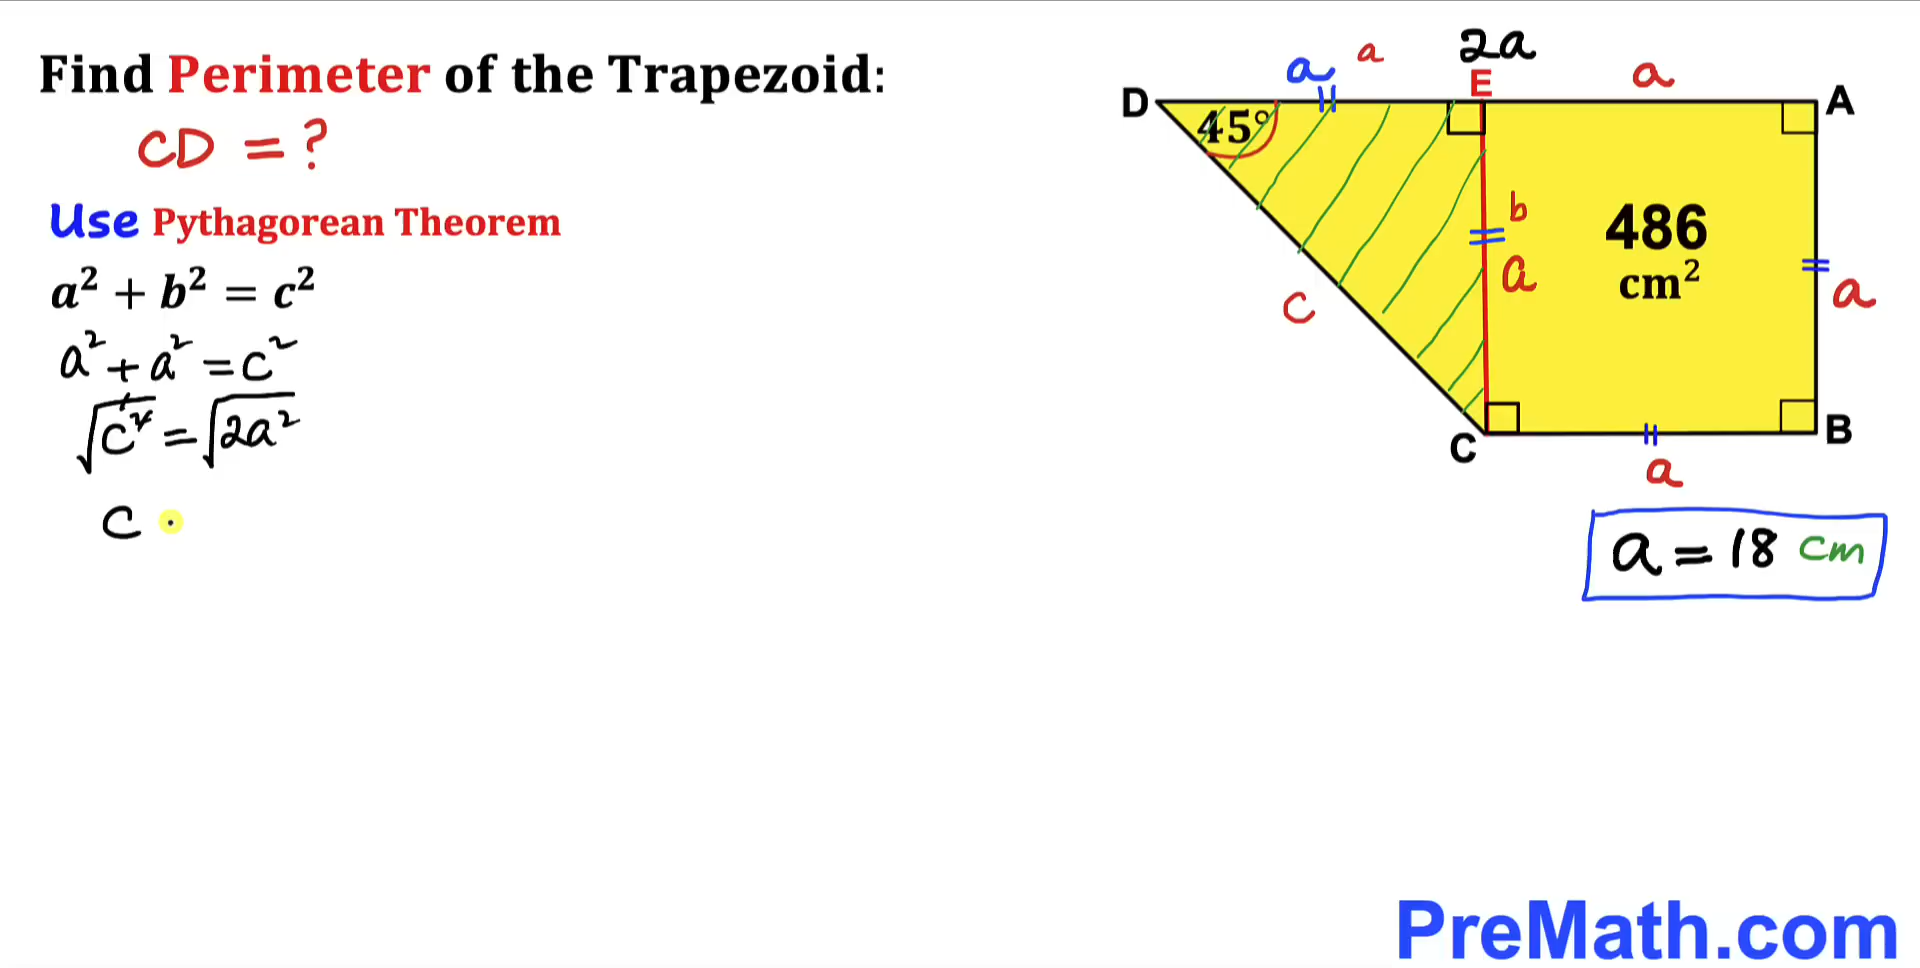 Find Perimeter of the Trapezoid:
CD = ?
Use Pythagorean Theorem
a² + b² = c²
a² + a² = c²
√c² = √2a²
c
2a
a a E a
D A
45°
b
486
cm²
a
a
c
C B
a
a = 18 cm
PreMath.com